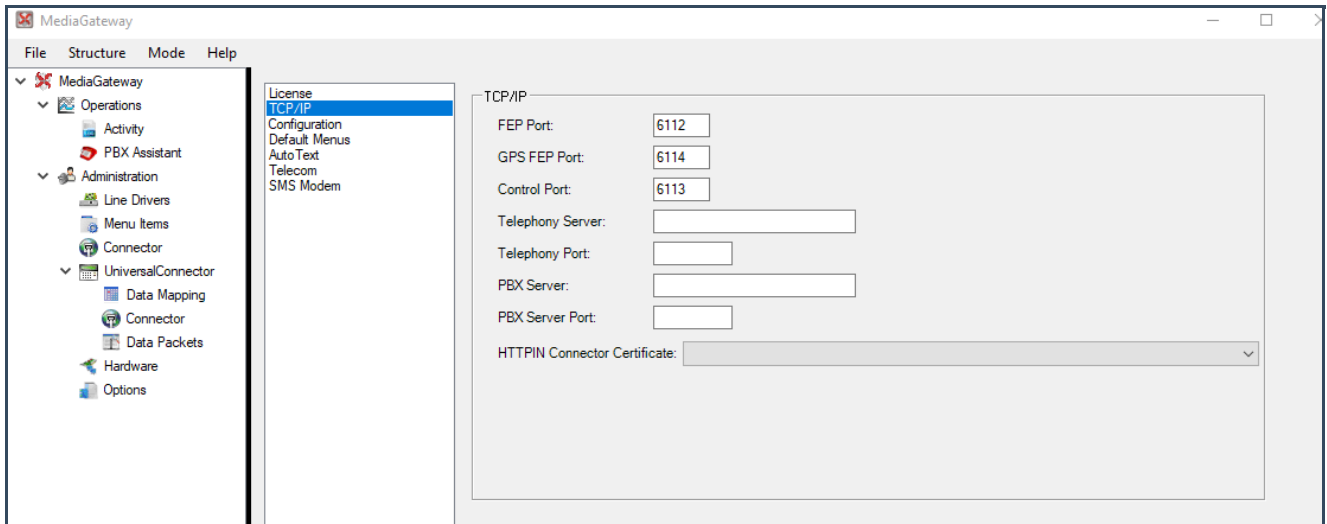 MediaGateway
File Structure Mode Help
MediaGateway
Operations
Activity
PBX Assistant
Administration
Line Drivers
Menu Items
Connector
UniversalConnector
Data Mapping
Connector
Data Packets
Hardware
Options
License
TCP/IP
Configuration
Default Menus
AutoText
Telecom
SMS Modem
TCP/IP
FEP Port: 6112
GPS FEP Port: 6114
Control Port: 6113
Telephony Server:
Telephony Port:
PBX Server:
PBX Server Port:
HTTPIN Connector Certificate: